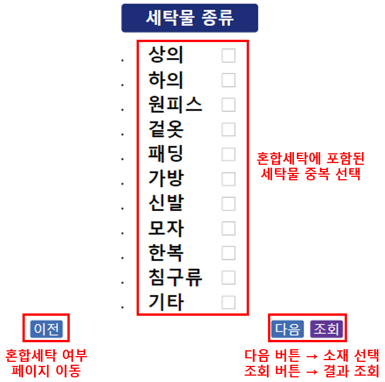 세탁물 종류
. 상의
. 하의
. 원피스
. 겉옷
. 패딩
. 가방
. 신발
. 모자
. 한복
. 침구류
. 기타
혼합세탁에 포함된
세탁물 중복 선택
이전
다음 조회
혼합세탁 여부
페이지 이동
다음 버튼 → 소재 선택
조회 버튼 → 결과 조회